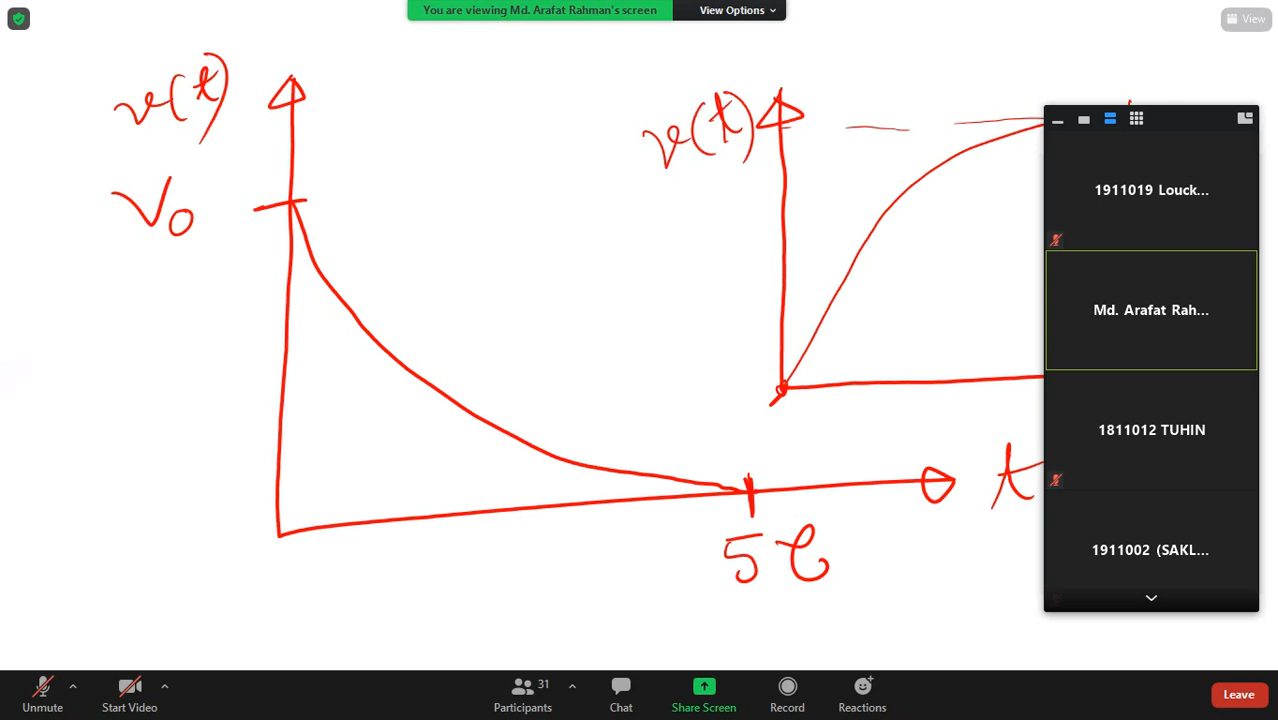 You are viewing Md. Arafat Rahman's screen
View Options
View
v(t)
V0
v(t)
t
5τ
1911019 Louck...
Md. Arafat Rah...
1811012 TUHIN
1911002 (SAKL...
Unmute
Start Video
31
Participants
Chat
Share Screen
Record
Reactions
Leave